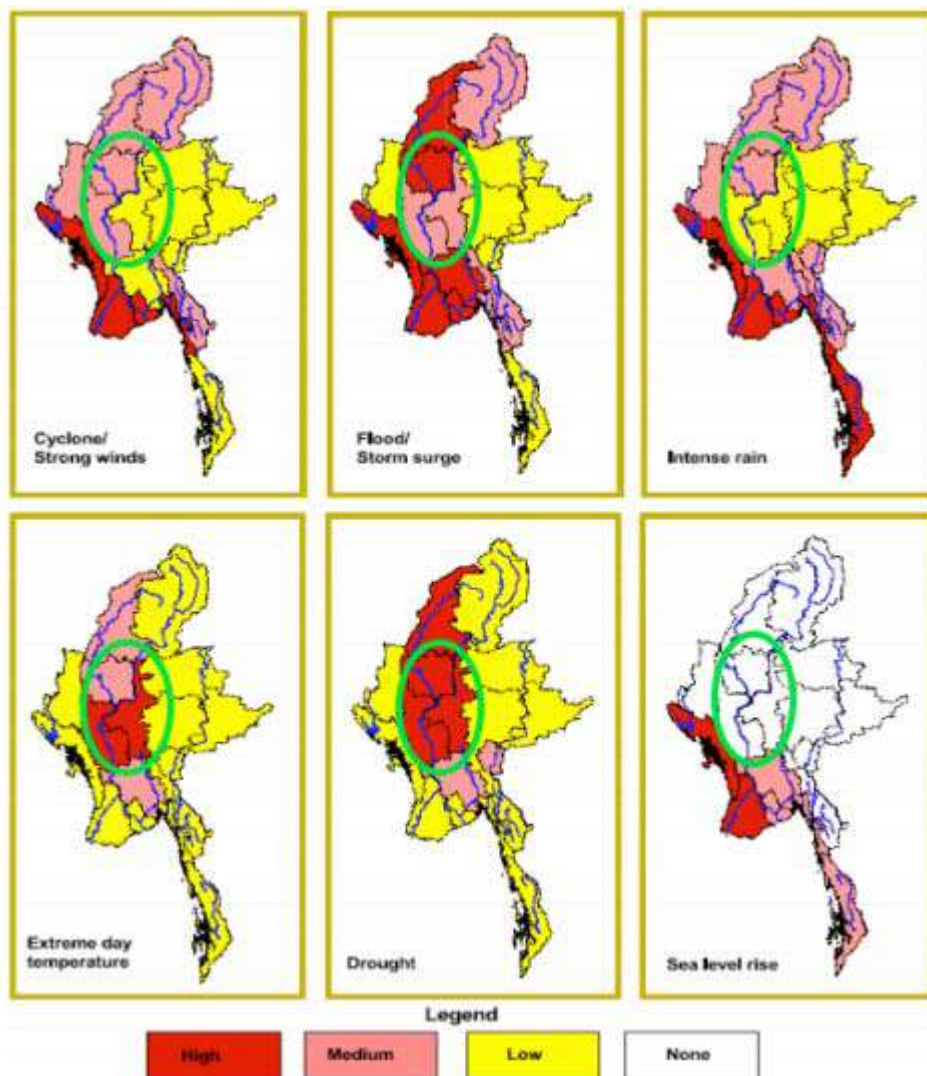 Cyclone/
Strong winds
Flood/
Storm surge
Intense rain
Extreme day
temperature
Drought
Sea level rise
Legend
High
Medium
Low
None